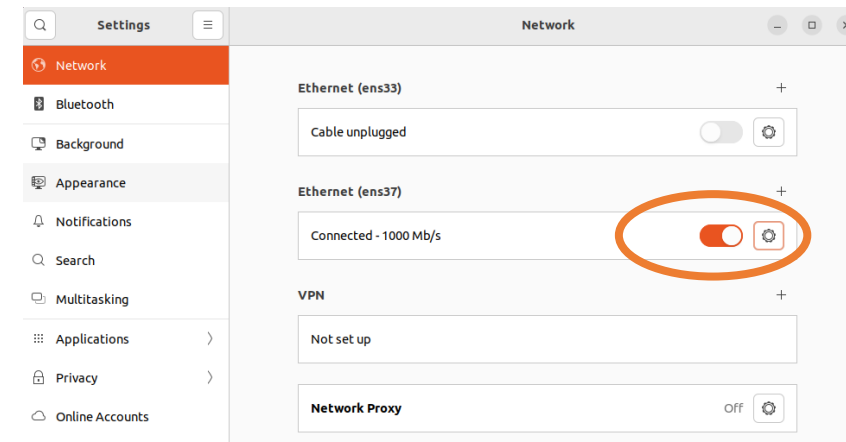 Settings
Network
Network
Bluetooth
Background
Appearance
Notifications
Search
Multitasking
Applications
Privacy
Online Accounts
Ethernet (ens33)
Cable unplugged
Ethernet (ens37)
Connected - 1000 Mb/s
VPN
Not set up
Network Proxy
Off